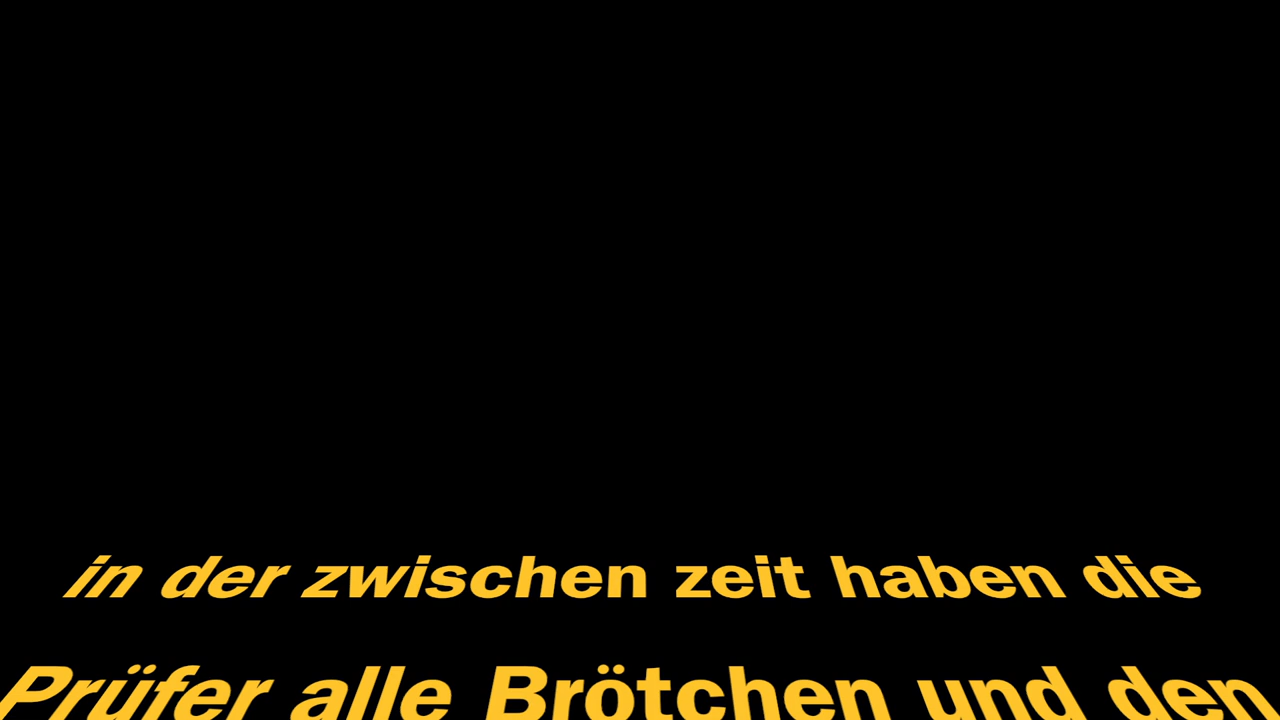 in der zwischen zeit haben die
Prüfer alle Brötchen und den